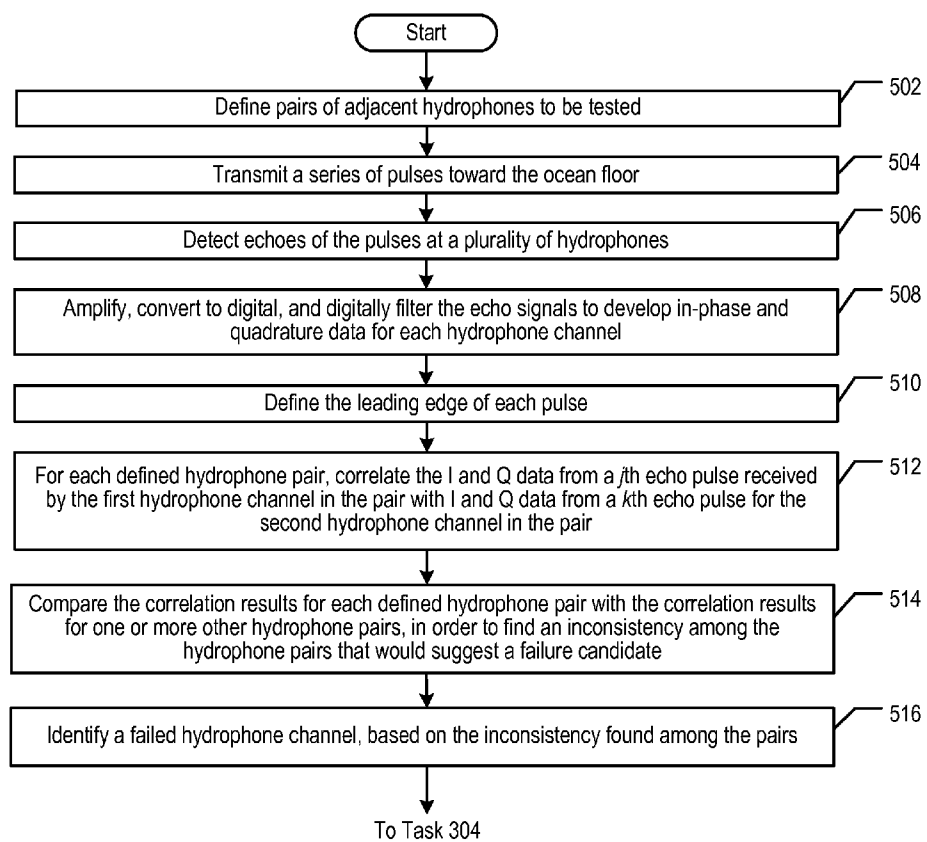 Start
502
Define pairs of adjacent hydrophones to be tested
504
Transmit a series of pulses toward the ocean floor
506
Detect echoes of the pulses at a plurality of hydrophones
508
Amplify, convert to digital, and digitally filter the echo signals to develop in-phase and
quadrature data for each hydrophone channel
510
Define the leading edge of each pulse
512
For each defined hydrophone pair, correlate the I and Q data from a jth echo pulse received
by the first hydrophone channel in the pair with I and Q data from a kth echo pulse for the
second hydrophone channel in the pair
514
Compare the correlation results for each defined hydrophone pair with the correlation results
for one or more other hydrophone pairs, in order to find an inconsistency among the
hydrophone pairs that would suggest a failure candidate
516
Identify a failed hydrophone channel, based on the inconsistency found among the pairs
To Task 304